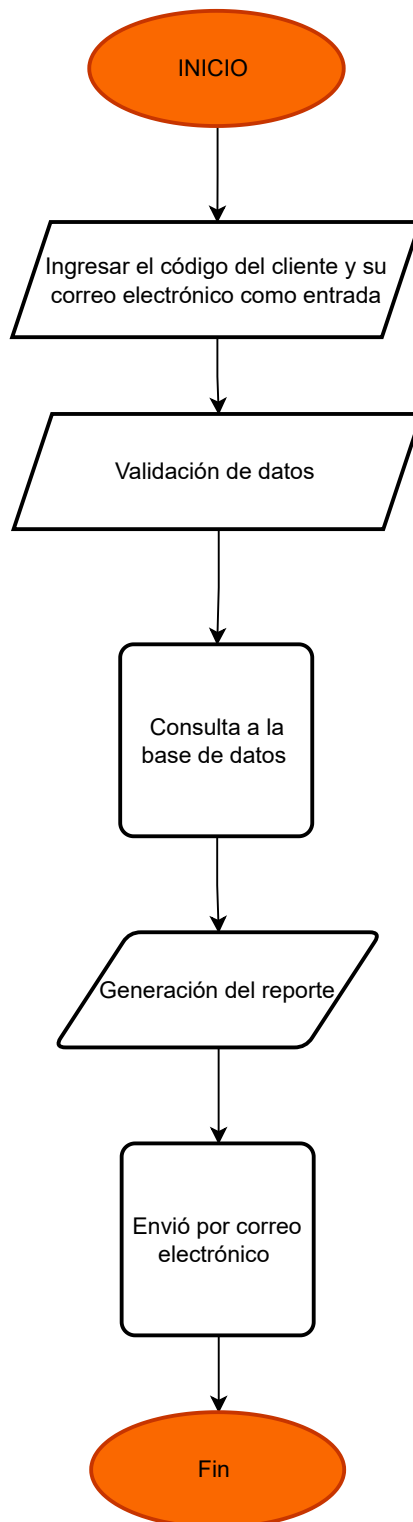 INICIO
Ingresar el código del cliente y su
correo electrónico como entrada
Validación de datos
Consulta a la
base de datos
Generación del reporte
Envió por correo
electrónico
Fin